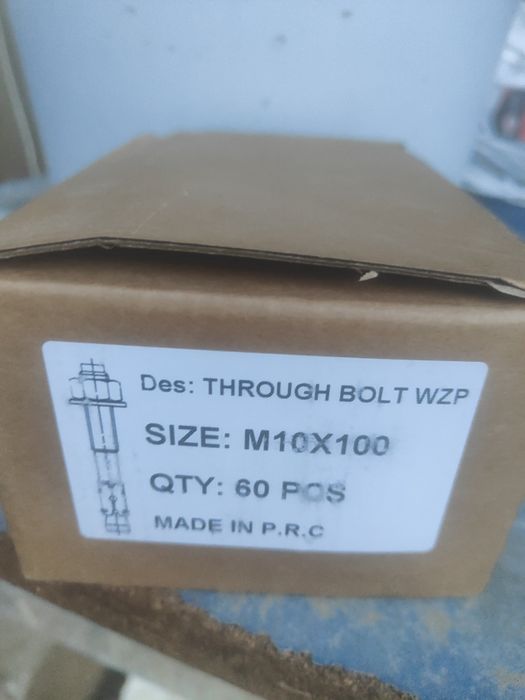 Des: THROUGH BOLT WZP
SIZE: M10X100
QTY: 60 PCS
MADE IN P.R.C